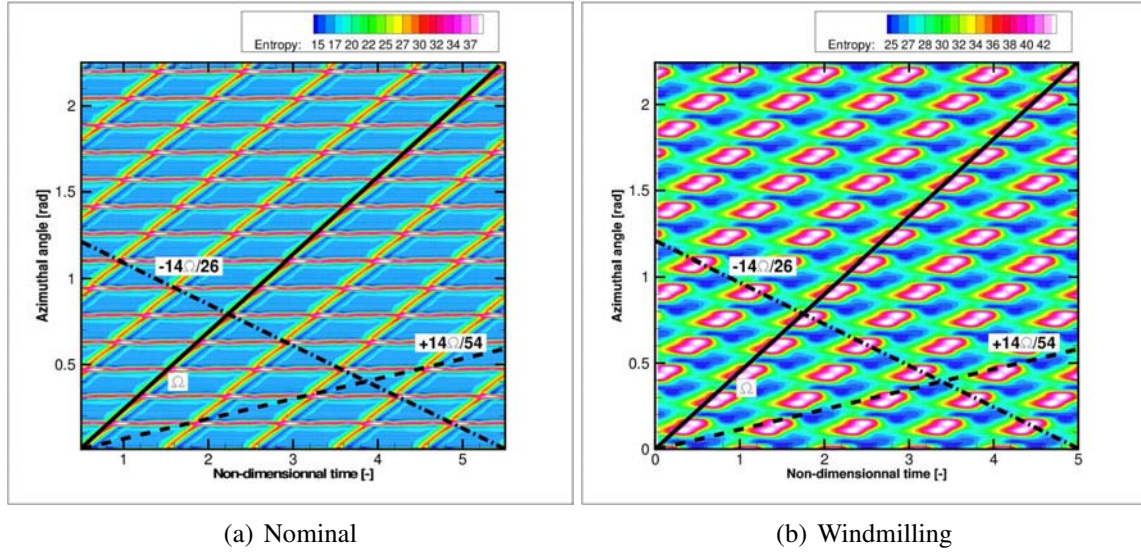 Entropy: 15 17 20 22 25 27 30 32 34 37
Azimuthal angle [rad]
2
1.5
1
0.5
-14Ω/26
+14Ω/54
Ω
1 2 3 4 5
Non-dimensionnal time [-]
(a) Nominal
Entropy: 25 27 28 30 32 34 36 38 40 42
Azimuthal angle [rad]
2
1.5
1
0.5
0
-14Ω/26
+14Ω/54
Ω
0 1 2 3 4 5
Non-dimensionnal time [-]
(b) Windmilling